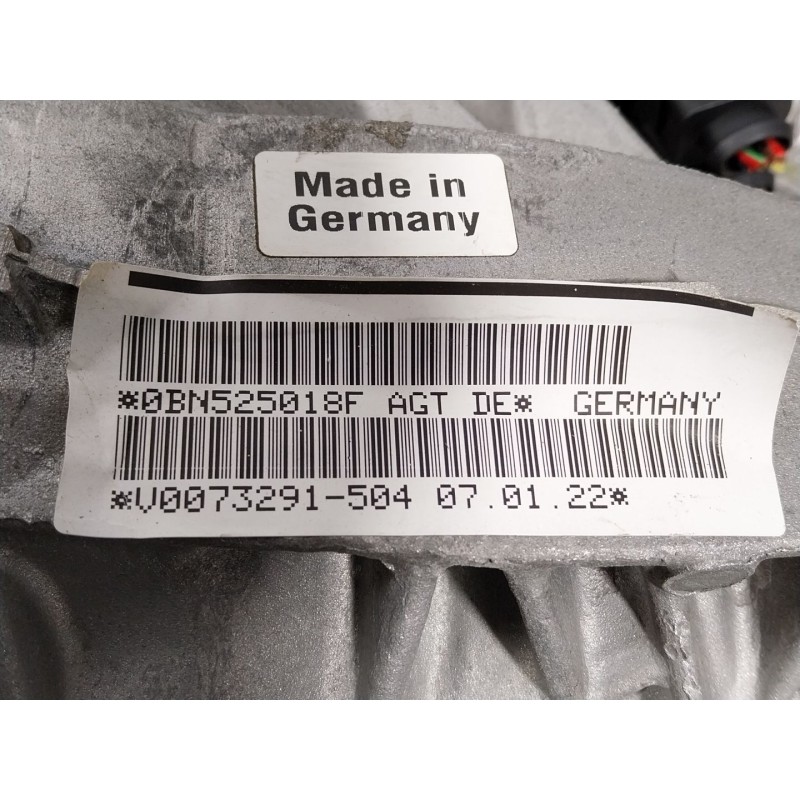 Made in
Germany
*0BN525018F AGT DE* GERMANY
*V0073291-504 07.01.22*